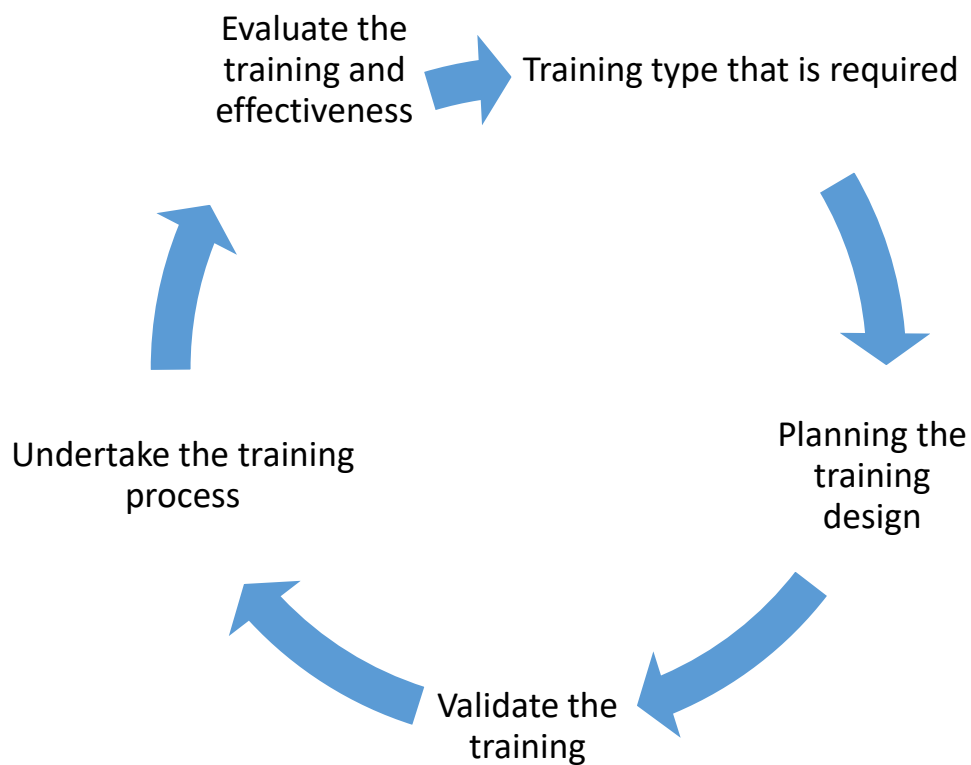 Evaluate the
training and
effectiveness
Training type that is required
Planning the
training
design
Validate the
training
Undertake the training
process